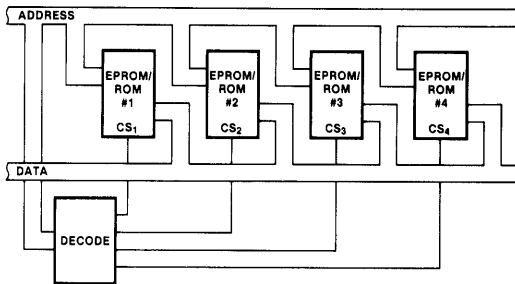 ADDRESS
EPROM/
ROM
#1
CS₁
EPROM/
ROM
#2
CS₂
EPROM/
ROM
#3
CS₃
EPROM/
ROM
#4
CS₄
DATA
DECODE